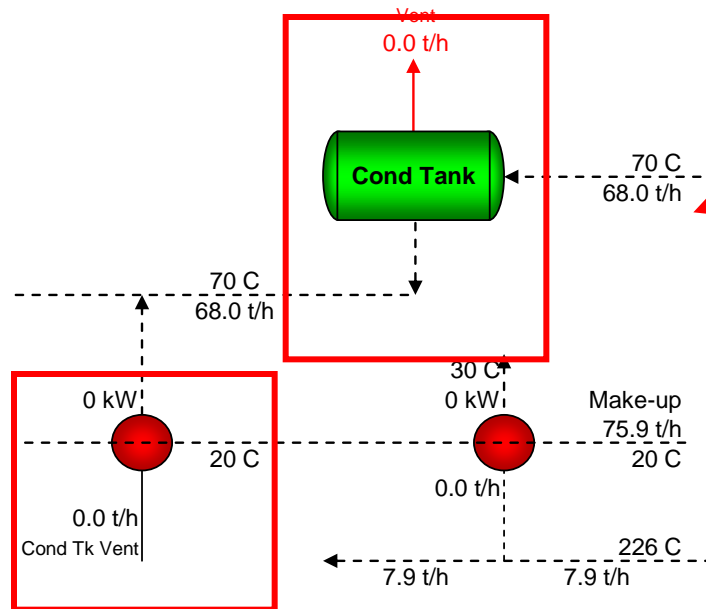 Vent
0.0 t/h
Cond Tank
70 C
68.0 t/h
70 C
68.0 t/h
30 C
0 kW
0 kW
Make-up
75.9 t/h
20 C
20 C
0.0 t/h
0.0 t/h
Cond Tk Vent
226 C
7.9 t/h
7.9 t/h